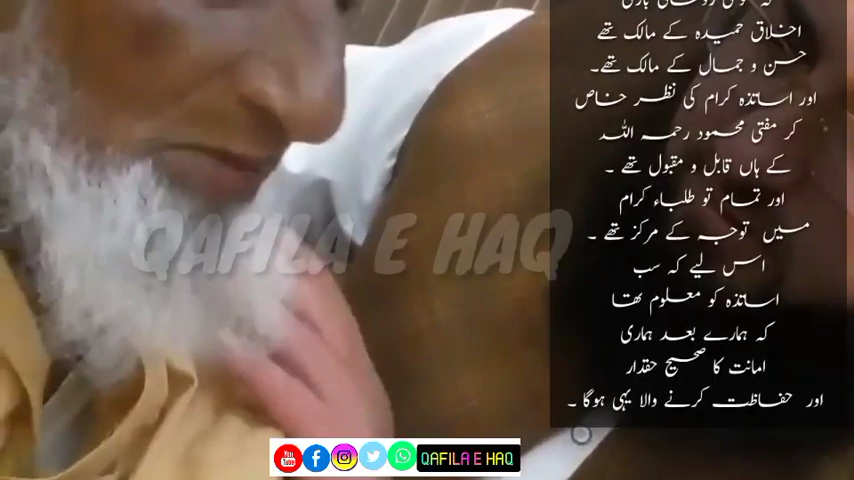 اخلاق حمیدہ کے مالک تھے
حسن و جمال کے مالک تھے۔
اور اساتذہ کرام کی نظر خاص
کر مفتی محمود رحمہ اللہ
کے ہاں قابل و مقبول تھے ۔
اور تمام تو طلباء کرام
میں توجہ کے مرکز تھے ۔
اس لیے کہ سب
اساتذہ کو معلوم تھا
کہ ہمارے بعد ہماری
امانت کا صحیح حقدار
اور حفاظت کرنے والا یہی ہوگا ۔
QAFILA E HAQ
You Tube
QAFILA E HAQ